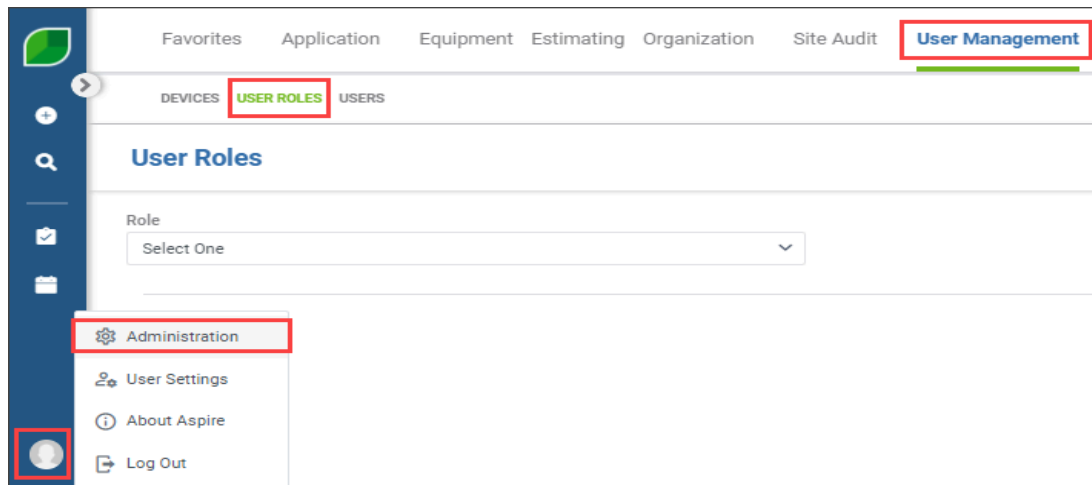 Favorites Application Equipment Estimating Organization Site Audit User Management
DEVICES USER ROLES USERS
User Roles
Role
Select One
Administration
User Settings
About Aspire
Log Out